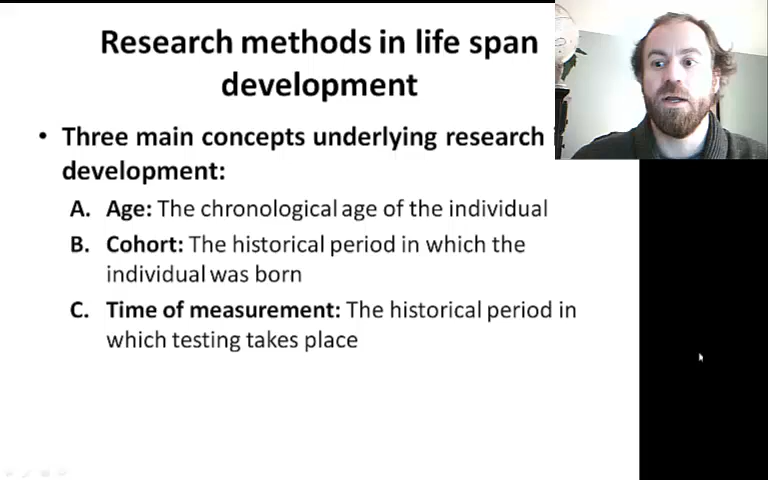 Research methods in life span
development
• Three main concepts underlying research
development:
A. Age: The chronological age of the individual
B. Cohort: The historical period in which the
individual was born
C. Time of measurement: The historical period in
which testing takes place